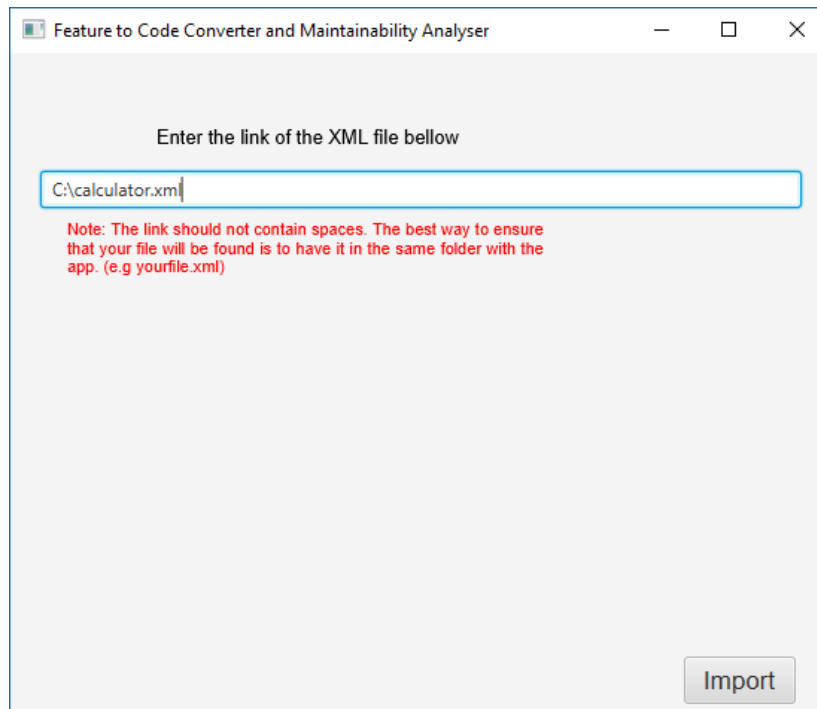 Feature to Code Converter and Maintainability Analyser
Enter the link of the XML file bellow
C:\calculator.xml
Note: The link should not contain spaces. The best way to ensure
that your file will be found is to have it in the same folder with the
app. (e.g yourfile.xml)
Import